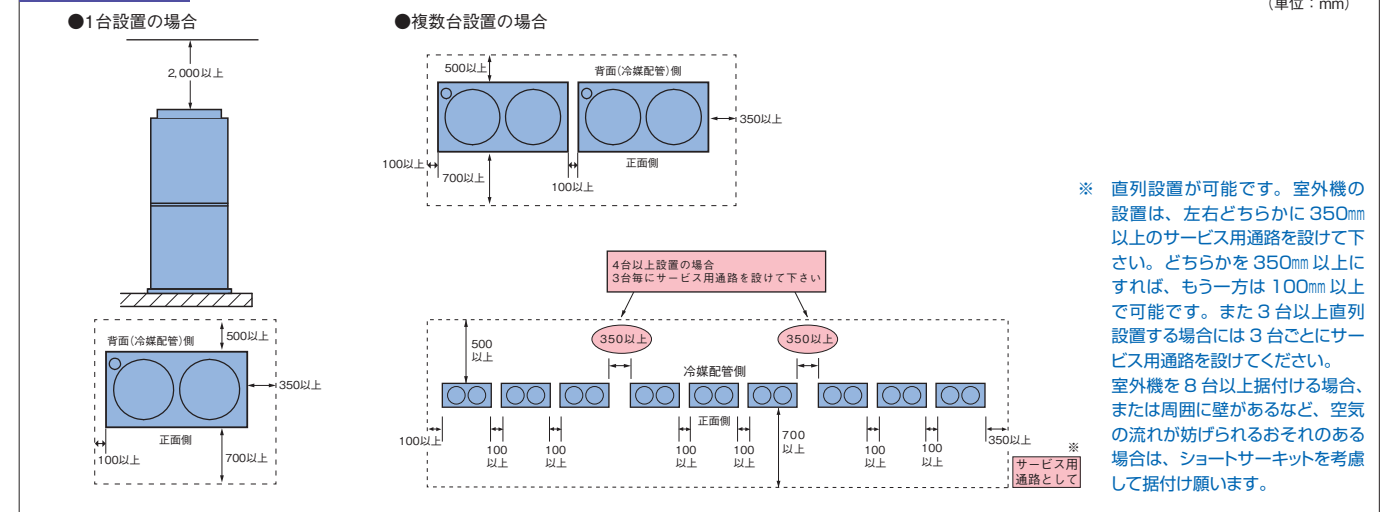 (単位:mm)
●1台設置の場合
2,000以上
背面(冷媒配管)側
500以上
350以上
正面側
100以上
700以上
●複数台設置の場合
500以上
背面(冷媒配管)側
350以上
100以上
700以上
100以上
正面側
4台以上設置の場合
3台毎にサービス用通路を設けて下さい
500
以上
350以上
350以上
冷媒配管側
正面側
100以上
100
以上
100
以上
100
以上
100
以上
700
以上
100
以上
100
以上
350以上
※
サービス用
通路として
※ 直列設置が可能です。室外機の
設置は、左右どちらかに350㎜
以上のサービス用通路を設けて下
さい。どちらかを350㎜以上に
すれば、もう一方は100㎜以上
で可能です。また3台以上直列
設置する場合には3台ごとにサー
ビス用通路を設けてください。
室外機を8台以上据付ける場合、
または周囲に壁があるなど、空気
の流れが妨げられるおそれのある
場合は、ショートサーキットを考慮
して据付け願います。